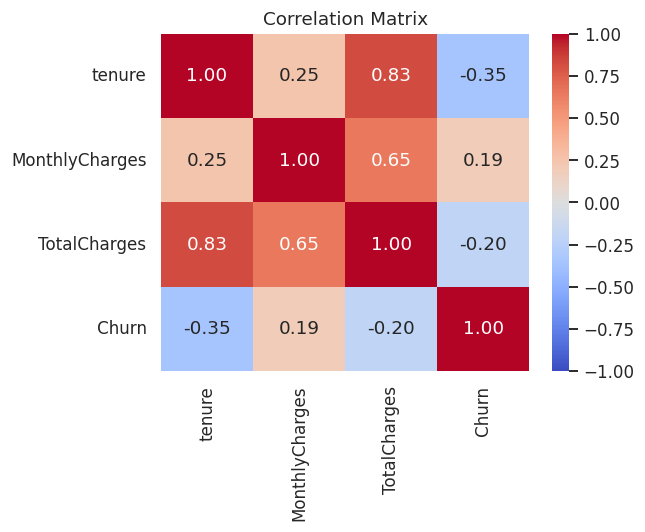 Correlation Matrix
tenure 1.00 0.25 0.83 -0.35
MonthlyCharges 0.25 1.00 0.65 0.19
TotalCharges 0.83 0.65 1.00 -0.20
Churn -0.35 0.19 -0.20 1.00
tenure
MonthlyCharges
TotalCharges
Churn
1.00
0.75
0.50
0.25
0.00
−0.25
−0.50
−0.75
−1.00